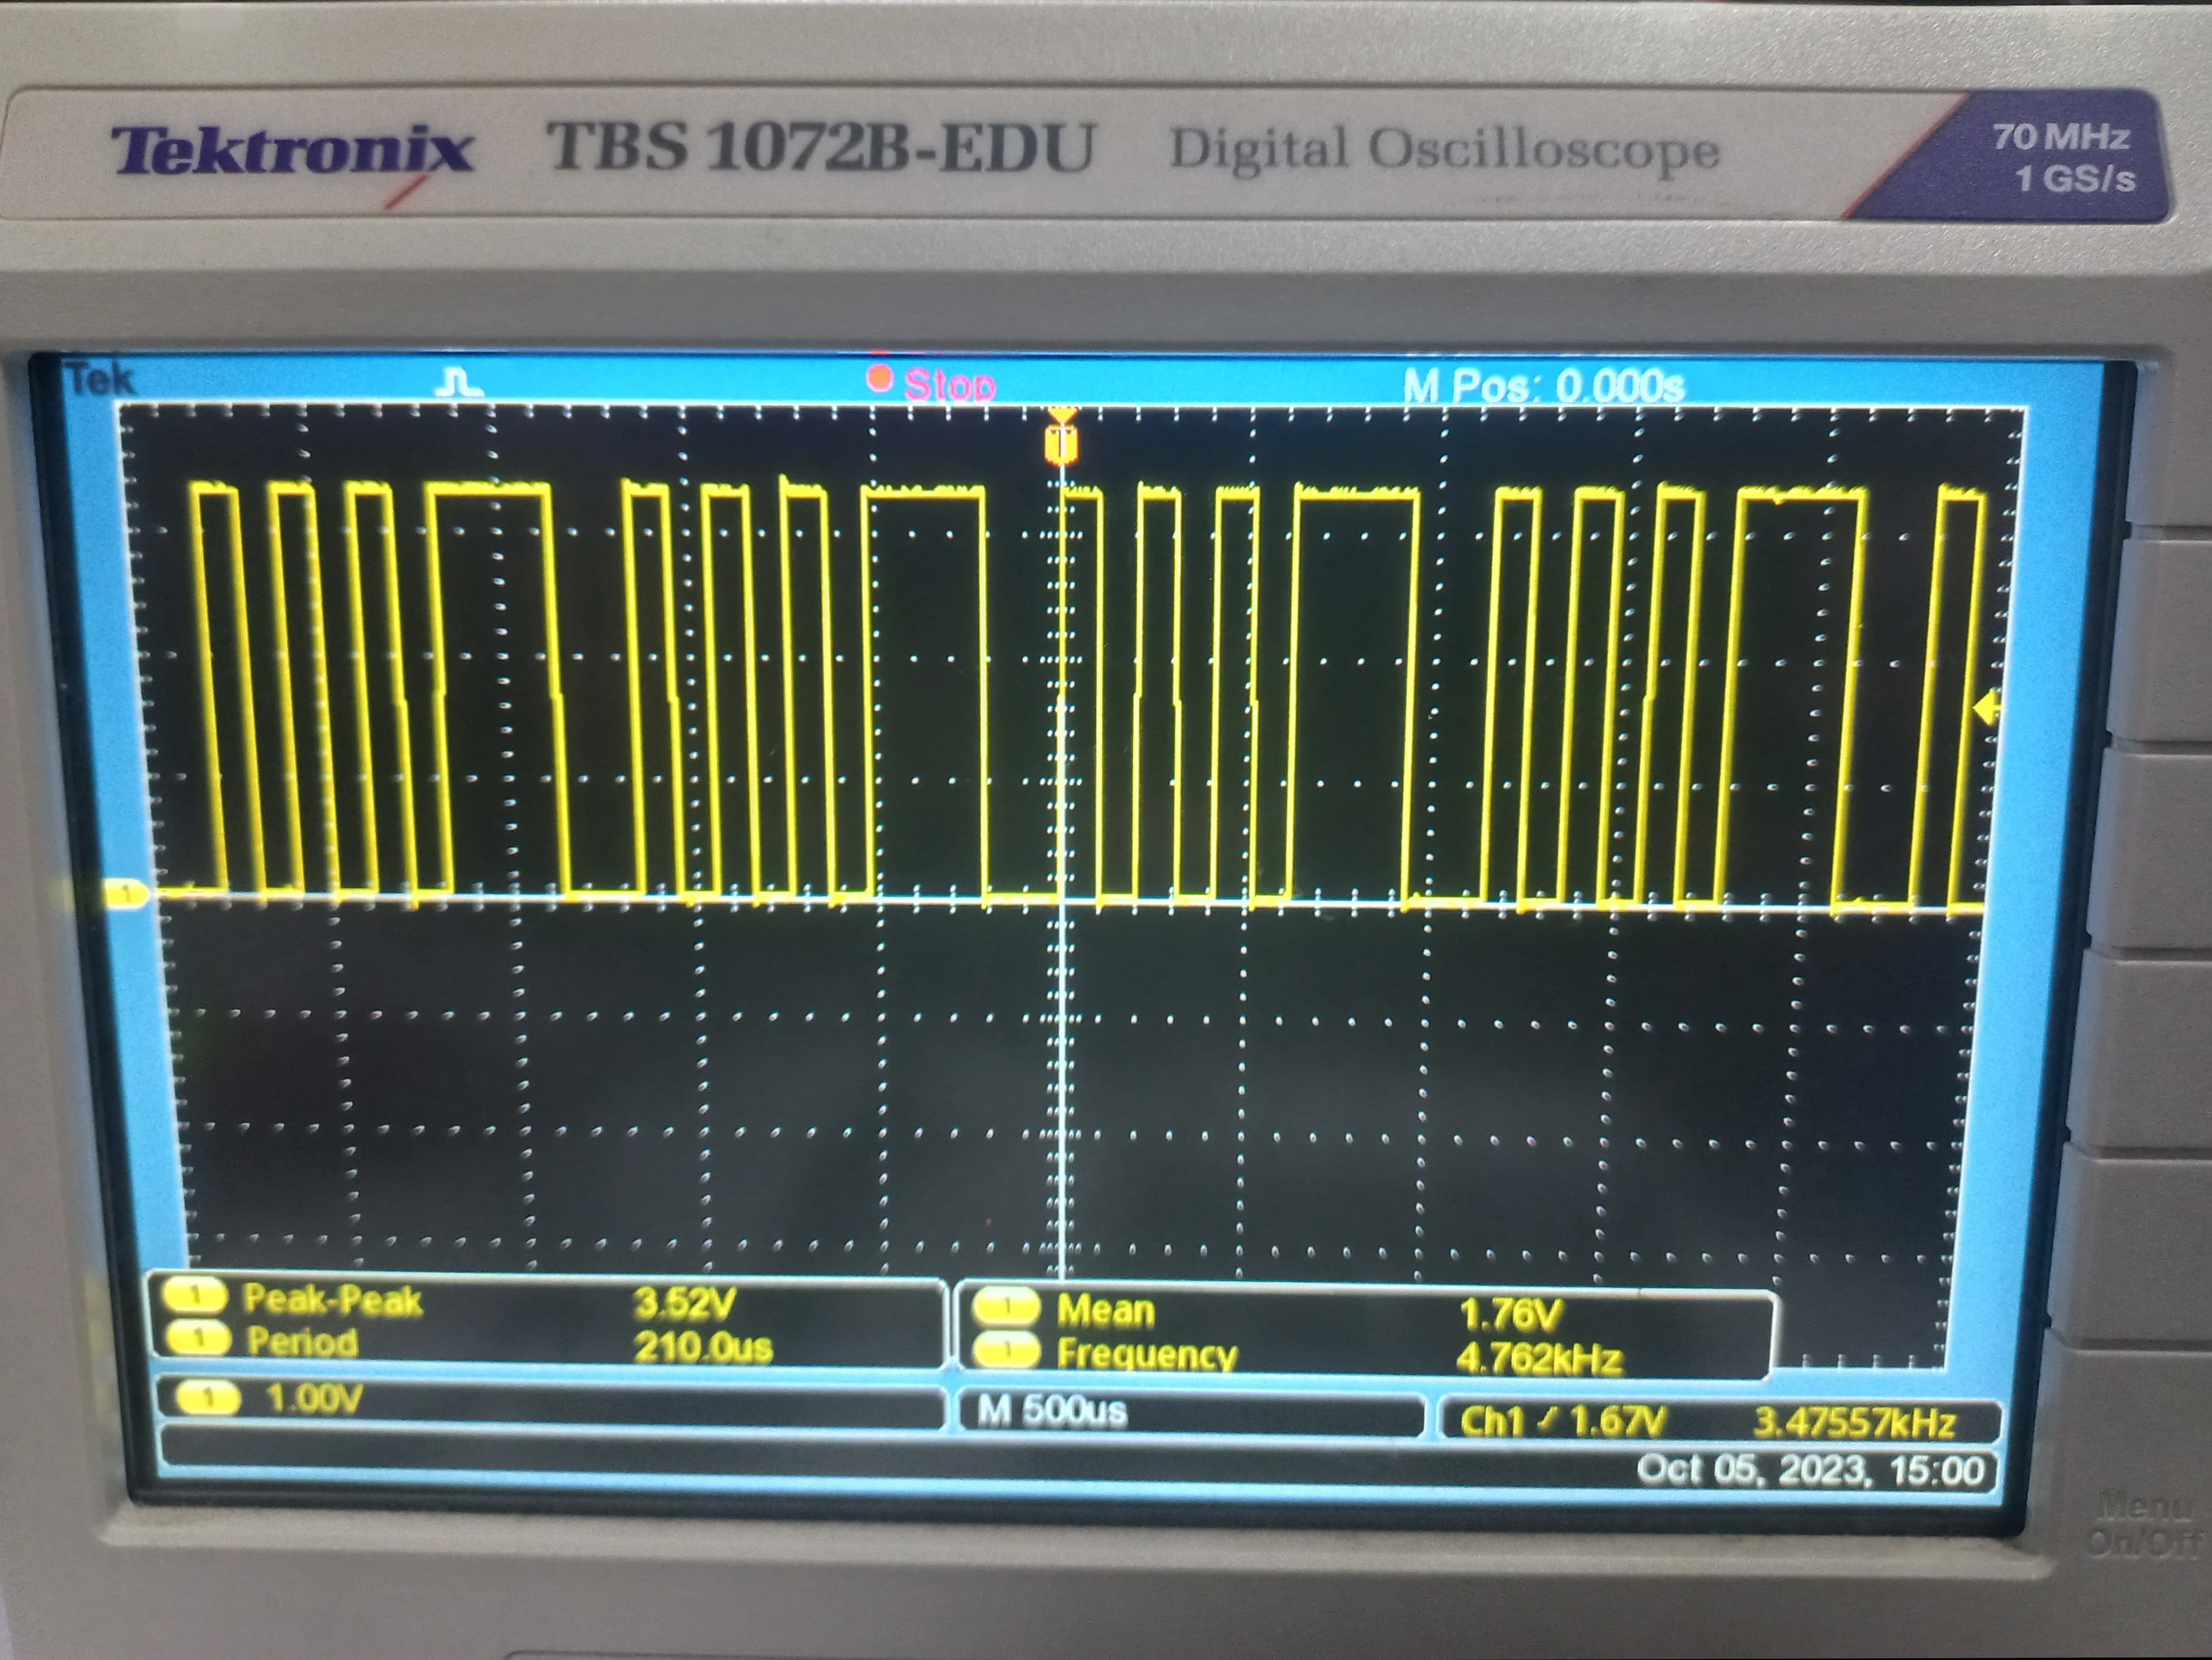 Tektronix TBS 1072B-EDU Digital Oscilloscope
70 MHz
1 GS/s
Tek Stop M Pos: 0.000s
T
1
1 Peak-Peak 3.52V
1 Period 210.0us
1 Mean 1.76V
1 Frequency 4.762kHz
1 1.00V
M 500us
Ch1 1.67V 3.47557kHz
Oct 05, 2023, 15:00
Menu
On/Off